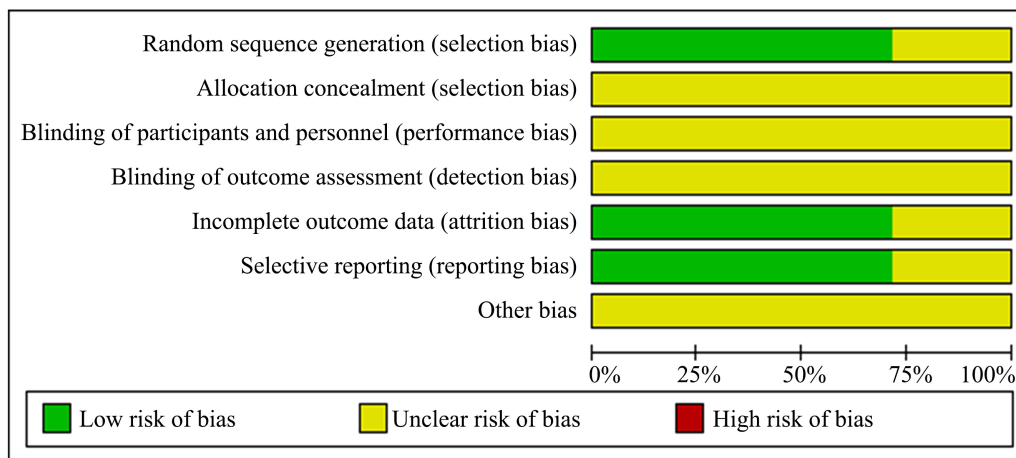 Random sequence generation (selection bias)
Allocation concealment (selection bias)
Blinding of participants and personnel (performance bias)
Blinding of outcome assessment (detection bias)
Incomplete outcome data (attrition bias)
Selective reporting (reporting bias)
Other bias
0% 25% 50% 75% 100%
Low risk of bias Unclear risk of bias High risk of bias